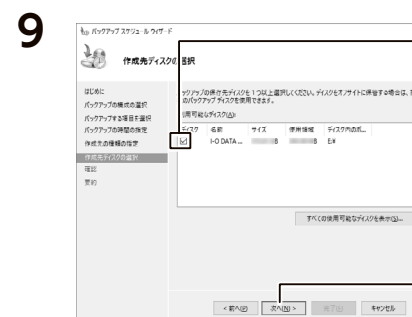 9
バックアップ スケジュール ウィザード
作成先ディスクの選択
はじめに
バックアップの構成の選択
バックアップする項目を選択
バックアップの時間の指定
作成先の種類の指定
作成先ディスクの選択
確認
要約
バックアップの保存先ディスクを 1 つ以上選択してください。ディスクをオフサイトに保管する場合は、
のバックアップ ディスクを使用できます。
使用可能なディスク(A):
ディスク 名前 サイズ 使用領域 ディスク内のボ...
I-O DATA ... B B E:¥
すべての使用可能なディスクを表示(S)...
< 前へ(P) 次へ(N) > 完了(F) キャンセル